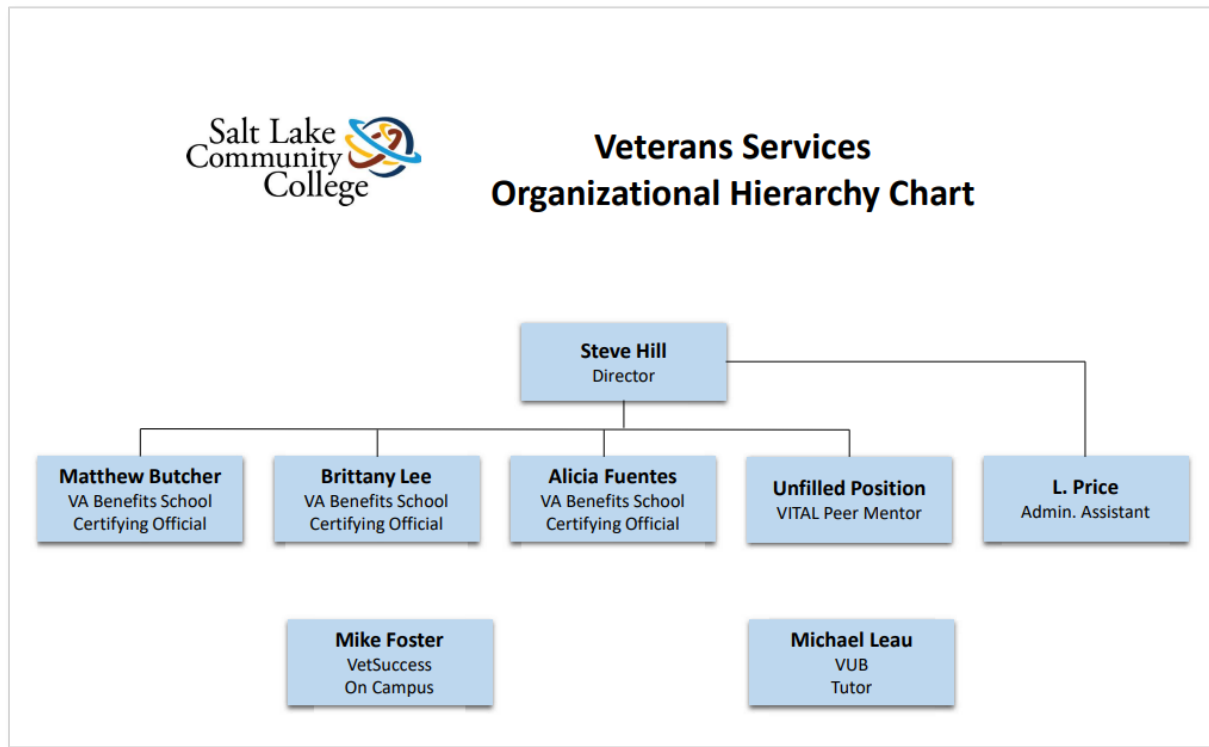 Salt Lake
Community
College
Veterans Services
Organizational Hierarchy Chart
Steve Hill
Director
Matthew Butcher
VA Benefits School
Certifying Official
Brittany Lee
VA Benefits School
Certifying Official
Alicia Fuentes
VA Benefits School
Certifying Official
Unfilled Position
VITAL Peer Mentor
L. Price
Admin. Assistant
Mike Foster
VetSuccess
On Campus
Michael Leau
VUB
Tutor